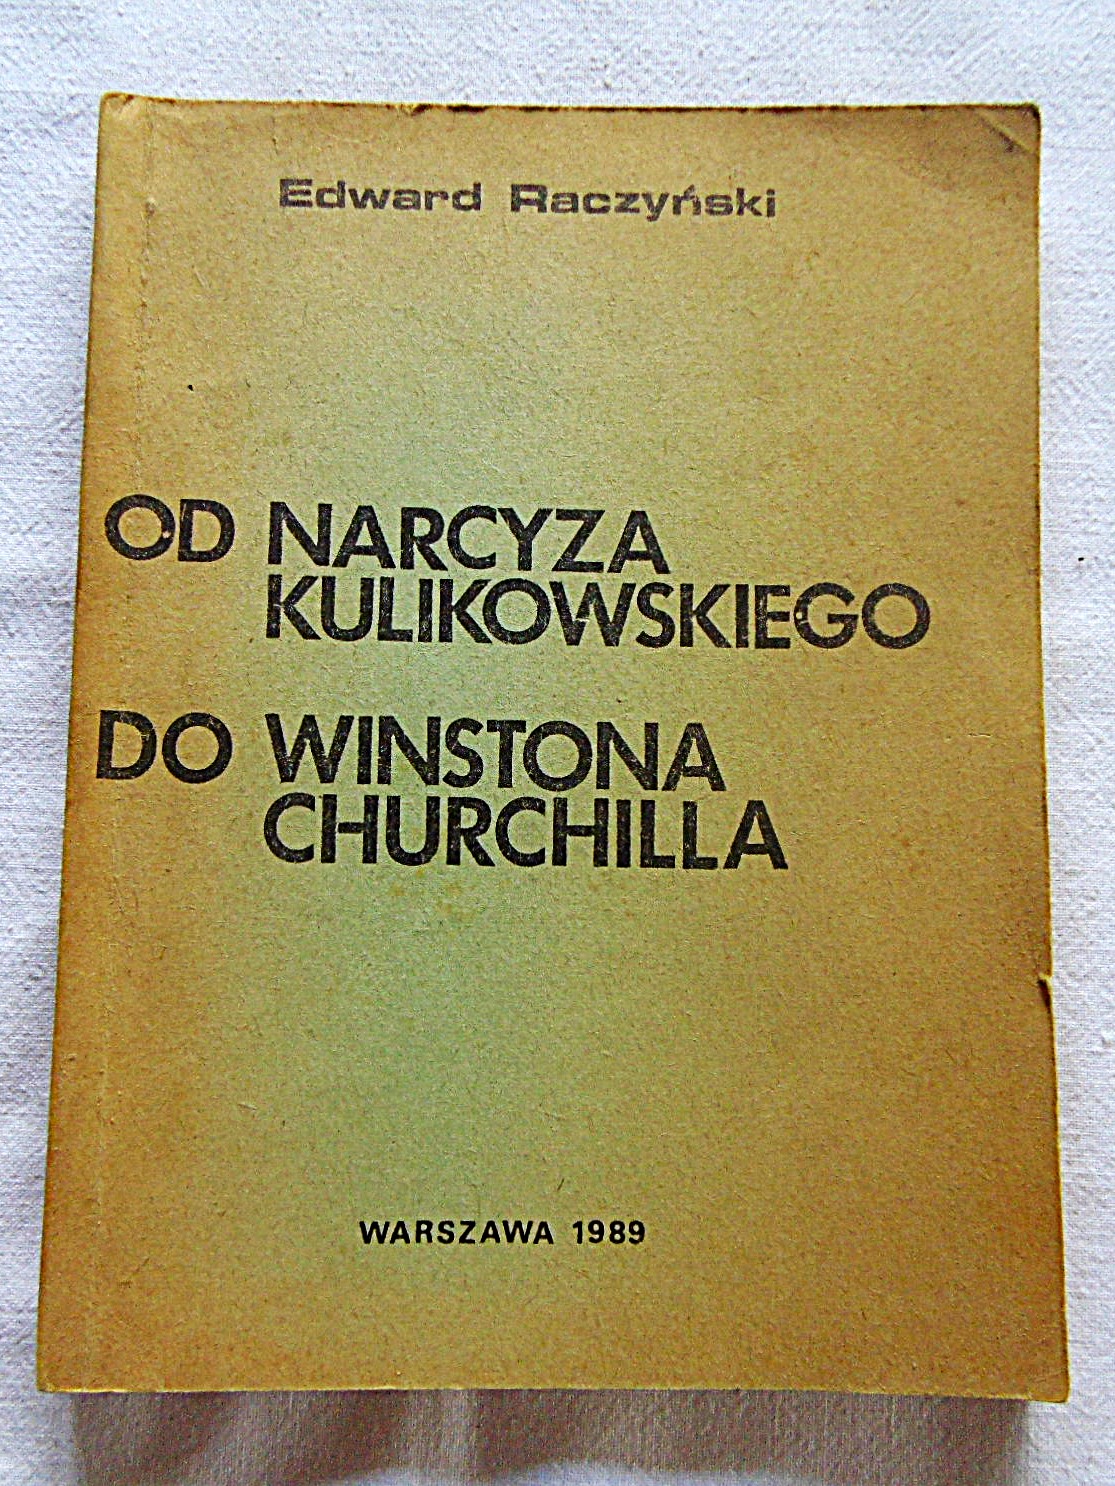 Edward Raczyński
OD NARCYZA
KULIKOWSKIEGO
DO WINSTONA
CHURCHILLA
WARSZAWA 1989